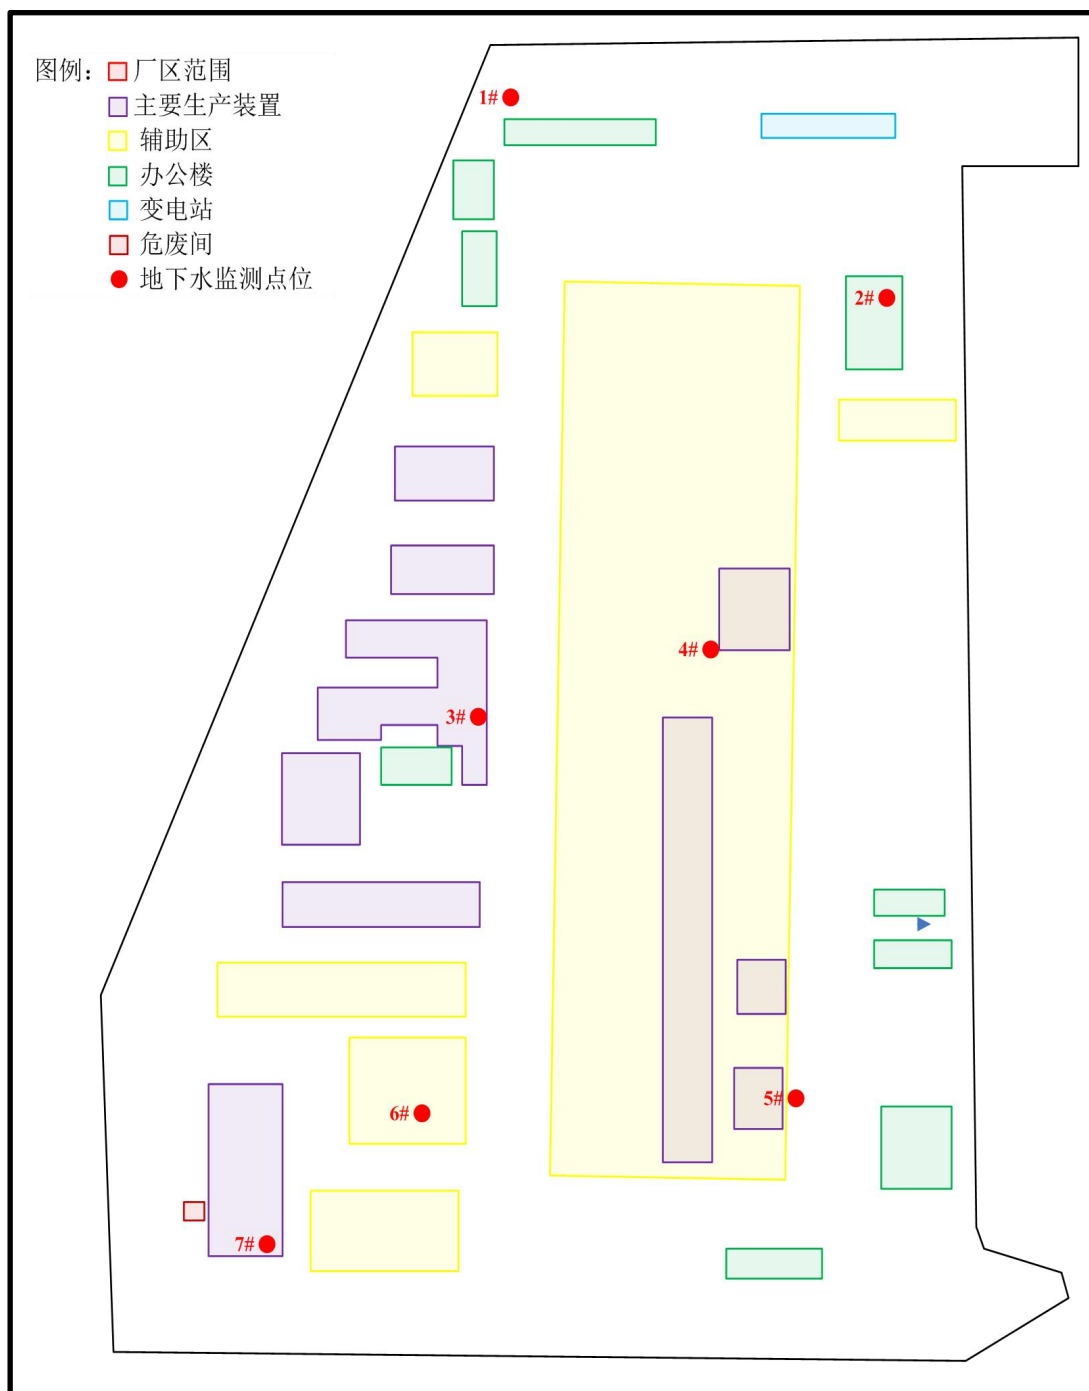 图例：厂区范围
主要生产装置
辅助区
办公楼
变电站
危废间
地下水监测点位
1#
2#
4#
3#
5#
6#
7#